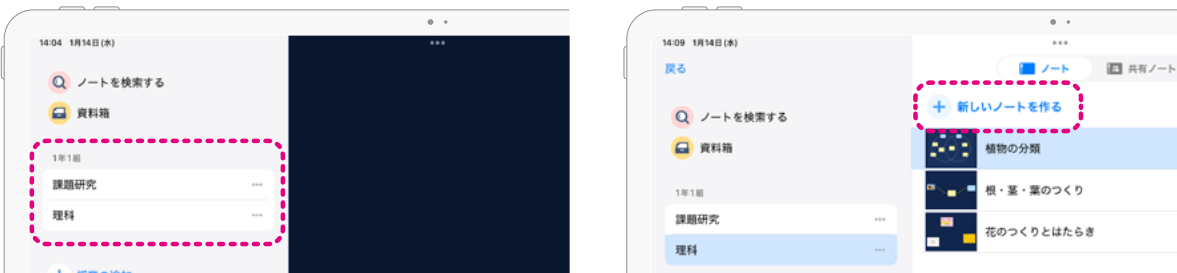 14:04 1月14日(水)
ノートを検索する
資料箱
1年1組
課題研究
理科
授業の追加
14:09 1月14日(水)
戻る
ノートを検索する
資料箱
1年1組
課題研究
理科
ノート
共有ノート
新しいノートを作る
植物の分類
根・茎・葉のつくり
花のつくりとはたらき